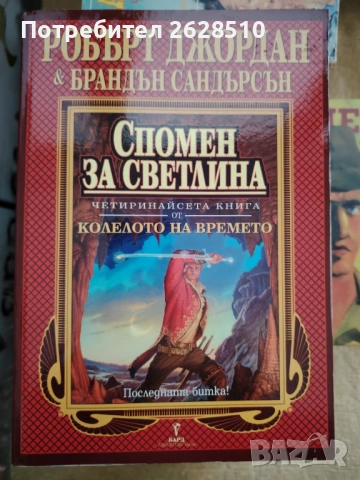 Потребител 2628510
РОБЪРТ ДЖОРДАН
& БРАНДЪН САНДЪРСЪН
СПОМЕН
ЗА СВЕТЛИНА
ЧЕТИРИНАЙСЕТА КНИГА
ОТ
КОЛЕЛОТО НА ВРЕМЕТО
Последната битка!
БАРД
BAZAR